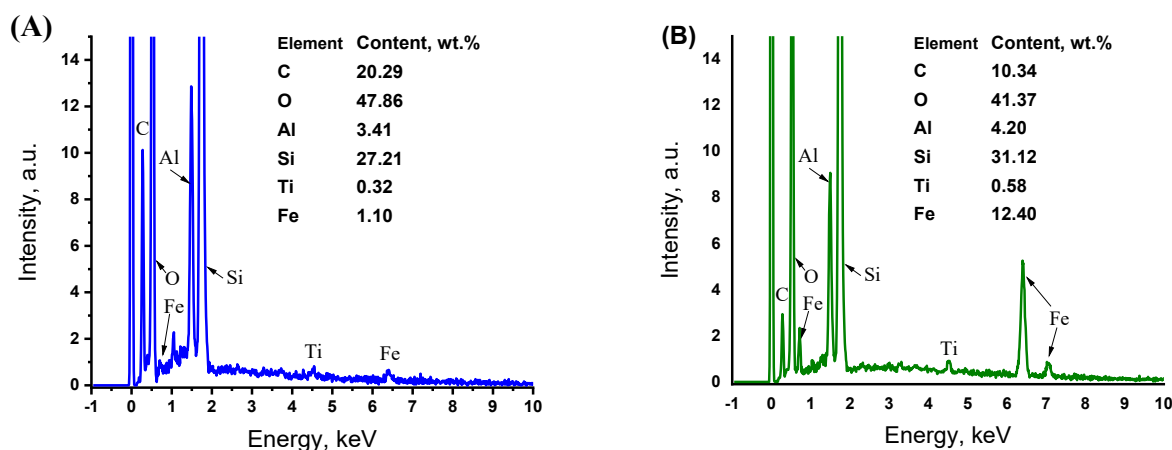 (A)
Element Content, wt.%
C 20.29
O 47.86
Al 3.41
Si 27.21
Ti 0.32
Fe 1.10
14
12
10
8
6
4
2
0
C
Al
O
Fe
Si
Ti
Fe
-1 0 1 2 3 4 5 6 7 8 9 10
Energy, keV
Intensity, a.u.
(B)
Element Content, wt.%
C 10.34
O 41.37
Al 4.20
Si 31.12
Ti 0.58
Fe 12.40
14
12
10
8
6
4
2
0
Al
O
Si
C
Fe
Ti
Fe
-1 0 1 2 3 4 5 6 7 8 9 10
Energy, keV
Intensity, a.u.